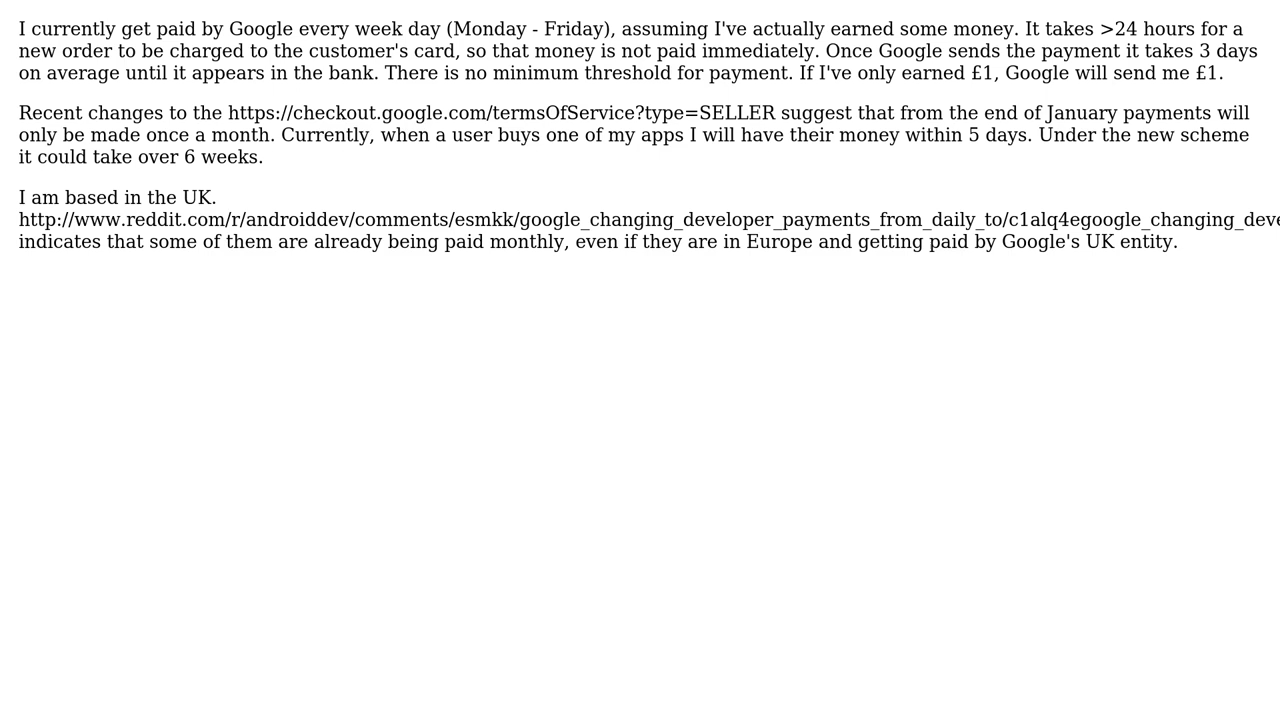 I currently get paid by Google every week day (Monday - Friday), assuming I've actually earned some money. It takes >24 hours for a
new order to be charged to the customer's card, so that money is not paid immediately. Once Google sends the payment it takes 3 days
on average until it appears in the bank. There is no minimum threshold for payment. If I've only earned £1, Google will send me £1.
Recent changes to the https://checkout.google.com/termsOfService?type=SELLER suggest that from the end of January payments will
only be made once a month. Currently, when a user buys one of my apps I will have their money within 5 days. Under the new scheme
it could take over 6 weeks.
I am based in the UK.
http://www.reddit.com/r/androiddev/comments/esmkk/google_changing_developer_payments_from_daily_to/c1alq4egoogle_changing_deve
indicates that some of them are already being paid monthly, even if they are in Europe and getting paid by Google's UK entity.